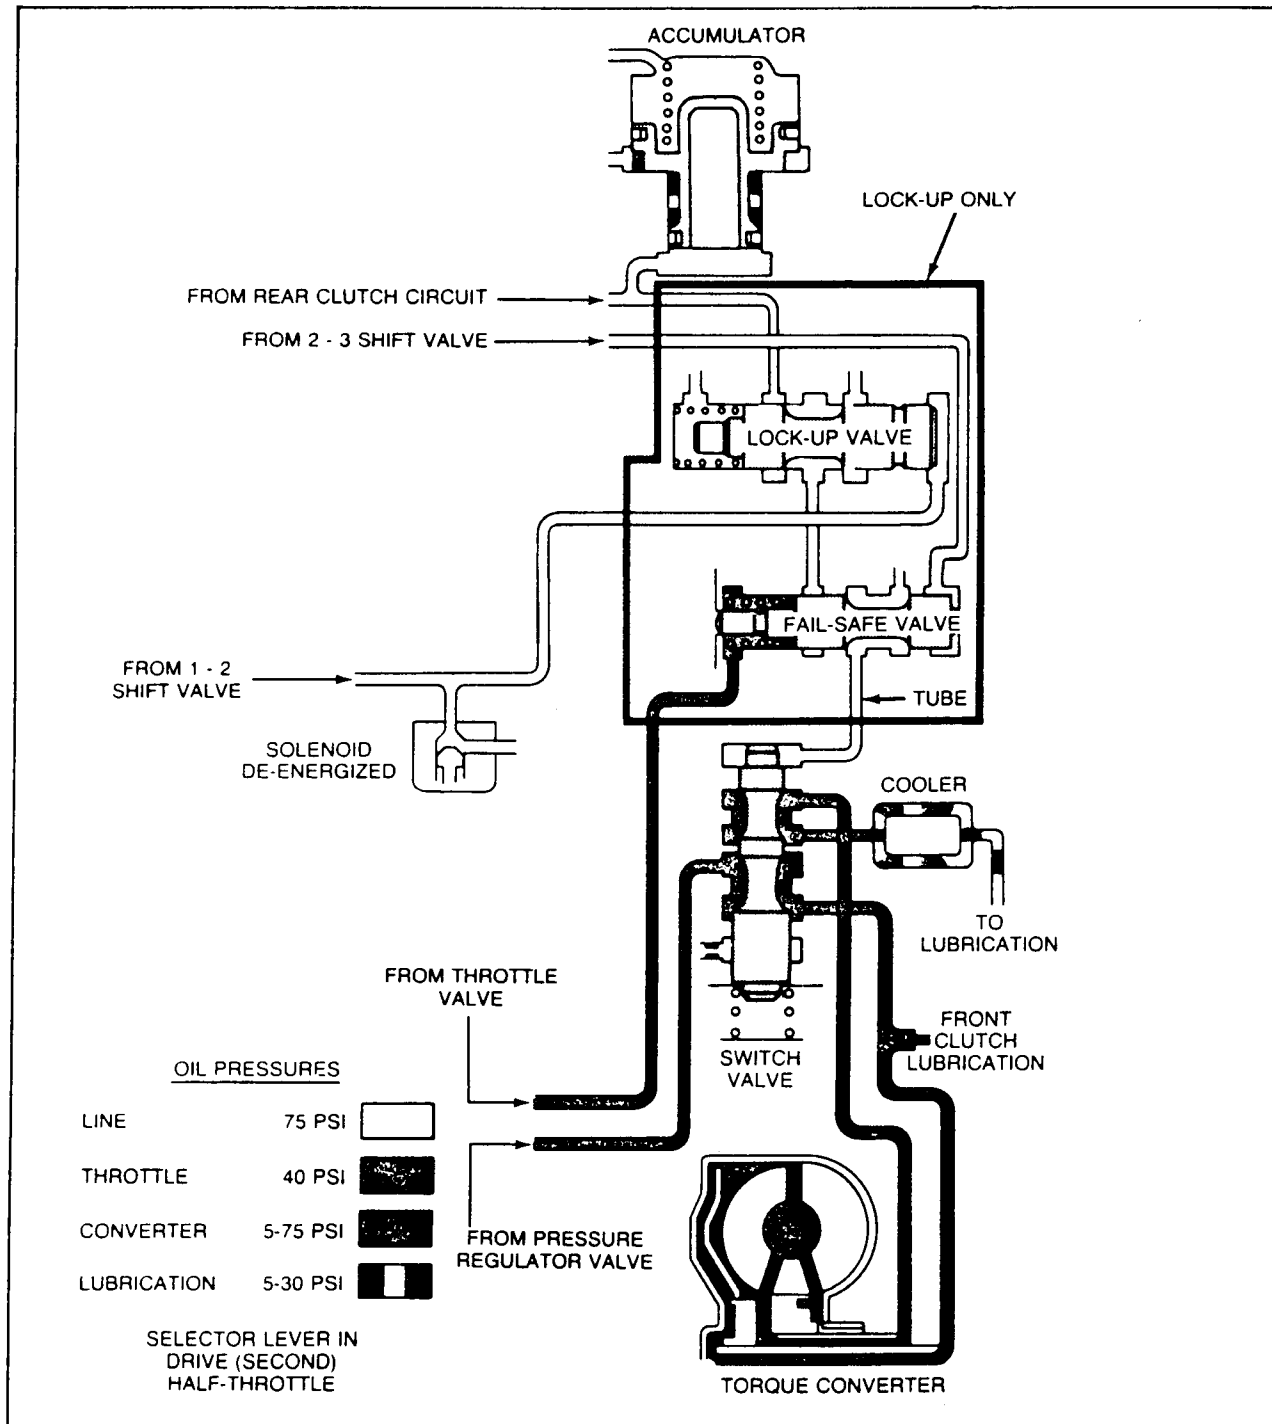 ACCUMULATOR
LOCK-UP ONLY
FROM REAR CLUTCH CIRCUIT
FROM 2 - 3 SHIFT VALVE
LOCK-UP VALVE
FAIL-SAFE VALVE
FROM 1 - 2
SHIFT VALVE
TUBE
SOLENOID
DE-ENERGIZED
COOLER
TO
LUBRICATION
FROM THROTTLE
VALVE
FRONT
CLUTCH
LUBRICATION
SWITCH
VALVE
OIL PRESSURES
LINE 75 PSI
THROTTLE 40 PSI
CONVERTER 5-75 PSI
LUBRICATION 5-30 PSI
FROM PRESSURE
REGULATOR VALVE
SELECTOR LEVER IN
DRIVE (SECOND)
HALF-THROTTLE
TORQUE CONVERTER